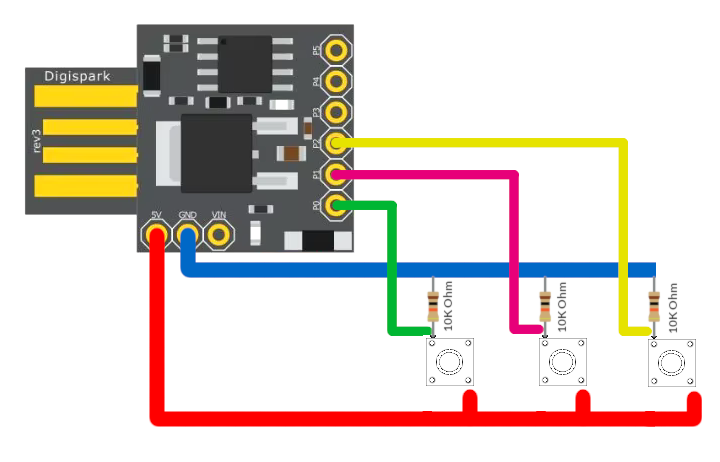 Digispark
rev3
P5
P4
P3
P2
P1
P0
5V
GND
VIN
10K Ohm
10K Ohm
10K Ohm